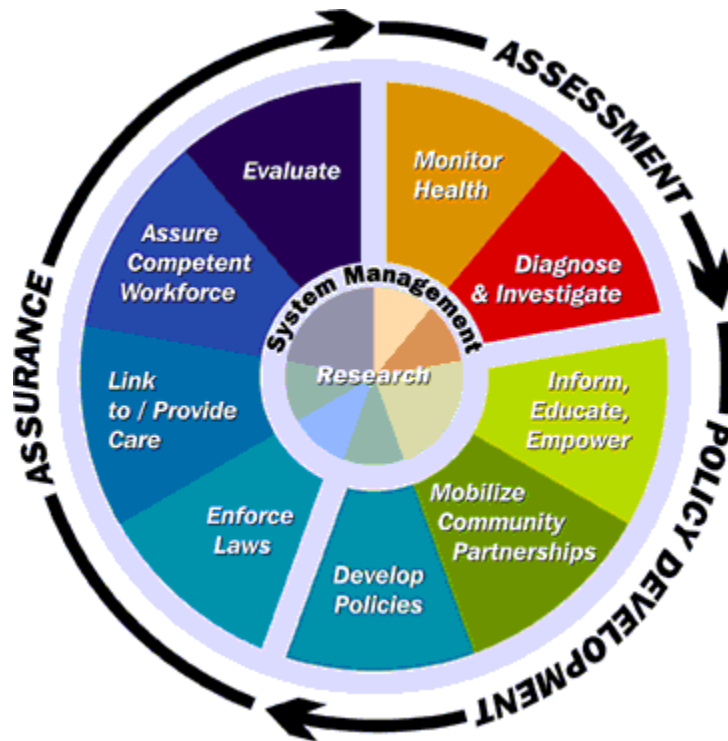 ASSESSMENT
Monitor
Health
Diagnose
& Investigate
POLICY DEVELOPMENT
Inform,
Educate,
Empower
Mobilize
Community
Partnerships
Develop
Policies
ASSURANCE
Enforce
Laws
Link
to / Provide
Care
Assure
Competent
Workforce
Evaluate
System Management
Research